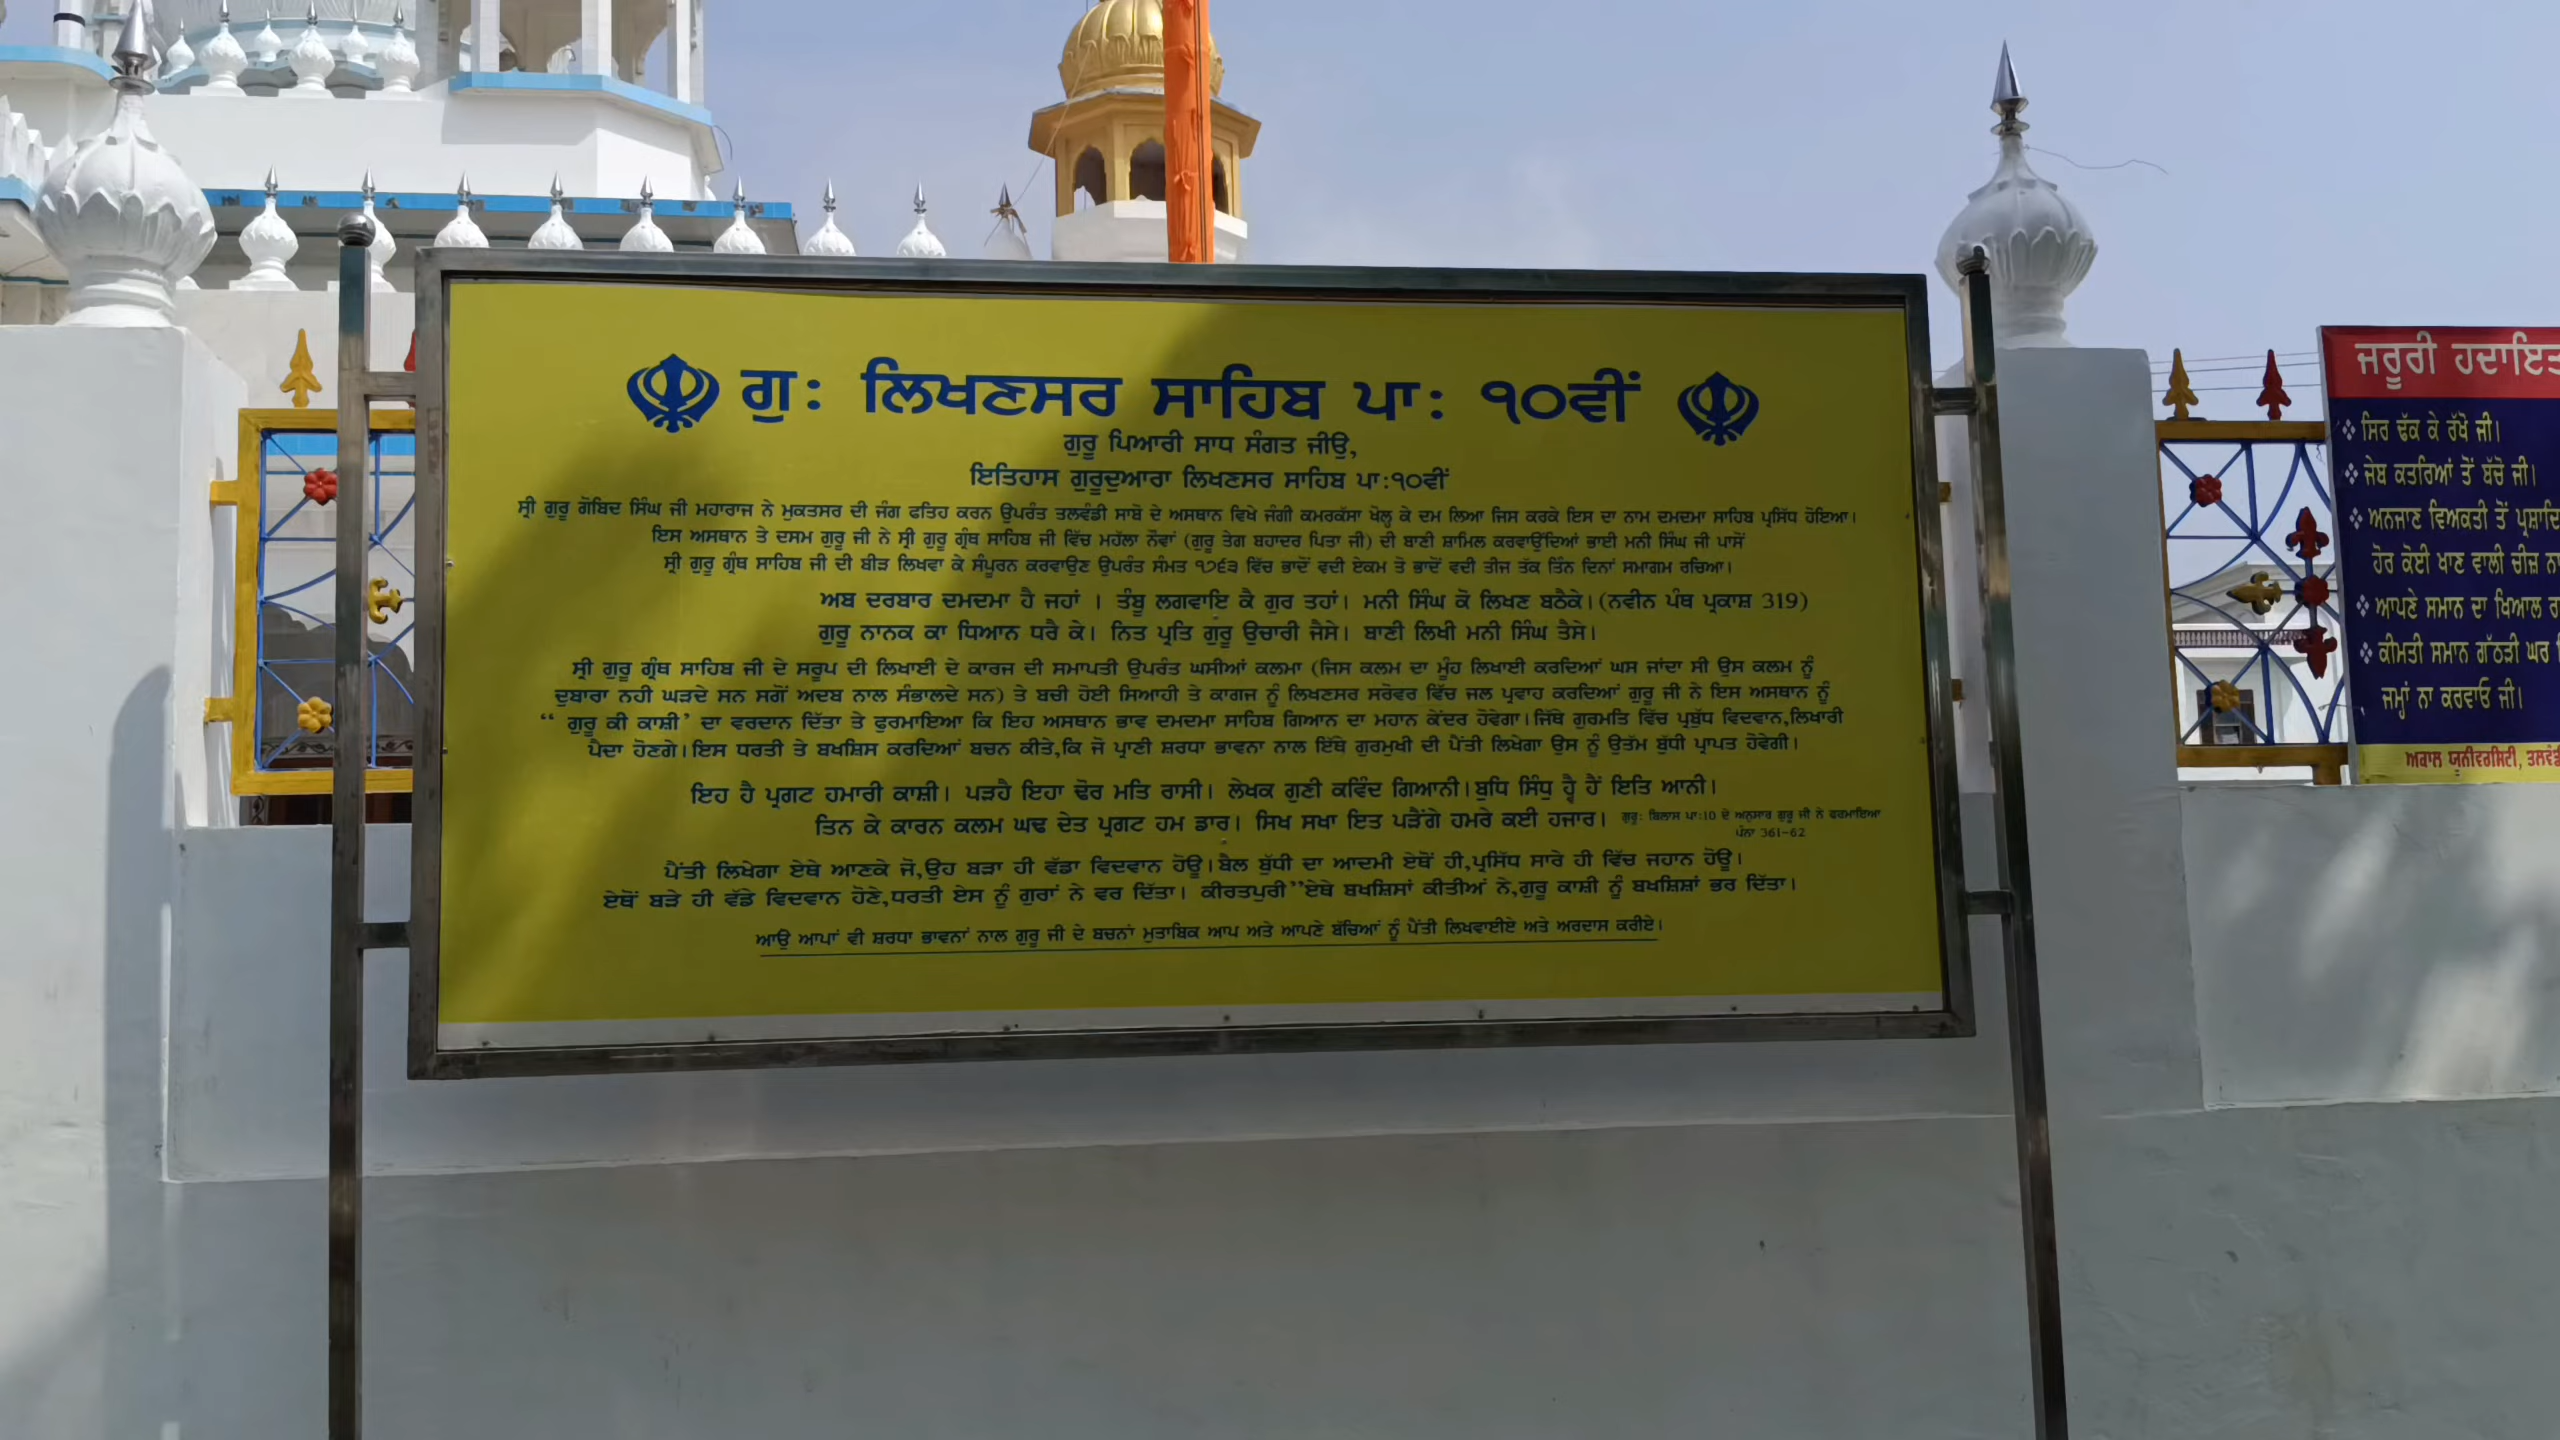 ਗੁਃ ਲਿਖਣਸਰ ਸਾਹਿਬ ਪਾਃ ੧੦ਵੀਂ
ਗੁਰੂ ਪਿਆਰੀ ਸਾਧ ਸੰਗਤ ਜੀਉ,
ਇਤਿਹਾਸ ਗੁਰੂਦੁਆਰਾ ਲਿਖਣਸਰ ਸਾਹਿਬ ਪਾ:੧੦ਵੀਂ
ਸ੍ਰੀ ਗੁਰੂ ਗੋਬਿਦ ਸਿੰਘ ਜੀ ਮਹਾਰਾਜ ਨੇ ਮੁਕਤਸਰ ਦੀ ਜੰਗ ਫਤਿਹ ਕਰਨ ਉਪਰੰਤ ਤਲਵੰਡੀ ਸਾਬੋ ਦੇ ਅਸਥਾਨ ਵਿਖੇ ਜੰਗੀ ਕਮਰਕੱਸਾ ਖੋਲ੍ਹ ਕੇ ਦਮ ਲਿਆ ਜਿਸ ਕਰਕੇ ਇਸ ਦਾ ਨਾਮ ਦਮਦਮਾ ਸਾਹਿਬ ਪ੍ਰਸਿੱਧ ਹੋਇਆ।
ਇਸ ਅਸਥਾਨ ਤੇ ਦਸਮ ਗੁਰੂ ਜੀ ਨੇ ਸ੍ਰੀ ਗੁਰੂ ਗ੍ਰੰਥ ਸਾਹਿਬ ਜੀ ਵਿੱਚ ਮਹੱਲਾ ਨੌਵਾਂ (ਗੁਰੂ ਤੇਗ ਬਹਾਦਰ ਪਿਤਾ ਜੀ) ਦੀ ਬਾਣੀ ਸ਼ਾਮਿਲ ਕਰਵਾਉਂਦਿਆਂ ਭਾਈ ਮਨੀ ਸਿੰਘ ਜੀ ਪਾਸੋਂ
ਸ੍ਰੀ ਗੁਰੂ ਗ੍ਰੰਥ ਸਾਹਿਬ ਜੀ ਦੀ ਬੀੜ ਲਿਖਵਾ ਕੇ ਸੰਪੂਰਨ ਕਰਵਾਉਣ ਉਪਰੰਤ ਸੰਮਤ ੧੭੬੩ ਵਿੱਚ ਭਾਦੋਂ ਵਦੀ ਏਕਮ ਤੋ ਭਾਦੋਂ ਵਦੀ ਤੀਜ ਤੱਕ ਤਿੰਨ ਦਿਨਾਂ ਸਮਾਗਮ ਰਚਿਆ।
ਅਬ ਦਰਬਾਰ ਦਮਦਮਾ ਹੈ ਜਹਾਂ । ਤੰਬੂ ਲਗਵਾਇ ਕੈ ਗੁਰ ਤਹਾਂ। ਮਨੀ ਸਿੰਘ ਕੋ ਲਿਖਣ ਬਠੈਕੇ।(ਨਵੀਨ ਪੰਥ ਪ੍ਰਕਾਸ਼ 319)
ਗੁਰੂ ਨਾਨਕ ਕਾ ਧਿਆਨ ਧਰੈ ਕੇ। ਨਿਤ ਪ੍ਰਤਿ ਗੁਰੂ ਉਚਾਰੀ ਜੈਸੇ। ਬਾਣੀ ਲਿਖੀ ਮਨੀ ਸਿੰਘ ਤੈਸੇ।
ਸ੍ਰੀ ਗੁਰੂ ਗ੍ਰੰਥ ਸਾਹਿਬ ਜੀ ਦੇ ਸਰੂਪ ਦੀ ਲਿਖਾਈ ਦੇ ਕਾਰਜ ਦੀ ਸਮਾਪਤੀ ਉਪਰੰਤ ਘਸੀਆਂ ਕਲਮਾ (ਜਿਸ ਕਲਮ ਦਾ ਮੂੰਹ ਲਿਖਾਈ ਕਰਦਿਆਂ ਘਸ ਜਾਂਦਾ ਸੀ ਉਸ ਕਲਮ ਨੂੰ
ਦੁਬਾਰਾ ਨਹੀ ਘੜਦੇ ਸਨ ਸਗੋਂ ਅਦਬ ਨਾਲ ਸੰਭਾਲਦੇ ਸਨ) ਤੇ ਬਚੀ ਹੋਈ ਸਿਆਹੀ ਤੇ ਕਾਗਜ ਨੂੰ ਲਿਖਣਸਰ ਸਰੋਵਰ ਵਿੱਚ ਜਲ ਪ੍ਰਵਾਹ ਕਰਦਿਆਂ ਗੁਰੂ ਜੀ ਨੇ ਇਸ ਅਸਥਾਨ ਨੂੰ
“ ਗੁਰੂ ਕੀ ਕਾਸ਼ੀ’ ਦਾ ਵਰਦਾਨ ਦਿੱਤਾ ਤੇ ਫੁਰਮਾਇਆ ਕਿ ਇਹ ਅਸਥਾਨ ਭਾਵ ਦਮਦਮਾ ਸਾਹਿਬ ਗਿਆਨ ਦਾ ਮਹਾਨ ਕੇਂਦਰ ਹੋਵੇਗਾ।ਜਿੱਥੇ ਗੁਰਮਤਿ ਵਿੱਚ ਪ੍ਰਬੁੱਧ ਵਿਦਵਾਨ,ਲਿਖਾਰੀ
ਪੈਦਾ ਹੋਣਗੇ।ਇਸ ਧਰਤੀ ਤੇ ਬਖਸ਼ਿਸ ਕਰਦਿਆਂ ਬਚਨ ਕੀਤੇ,ਕਿ ਜੋ ਪ੍ਰਾਣੀ ਸ਼ਰਧਾ ਭਾਵਨਾ ਨਾਲ ਇੱਥੇ ਗੁਰਮੁਖੀ ਦੀ ਪੈਂਤੀ ਲਿਖੇਗਾ ਉਸ ਨੂੰ ਉਤੱਮ ਬੁੱਧੀ ਪ੍ਰਾਪਤ ਹੋਵੇਗੀ।
ਇਹ ਹੈ ਪ੍ਰਗਟ ਹਮਾਰੀ ਕਾਸ਼ੀ। ਪੜਹੈ ਇਹਾ ਢੋਰ ਮਤਿ ਰਾਸੀ। ਲੇਖਕ ਗੁਣੀ ਕਵਿੰਦ ਗਿਆਨੀ।ਬੁਧਿ ਸਿੰਧੁ ਹ੍ਵੈ ਹੈਂ ਇਤਿ ਆਨੀ।
ਤਿਨ ਕੇ ਕਾਰਨ ਕਲਮ ਘਢ ਦੇਤ ਪ੍ਰਗਟ ਹਮ ਡਾਰ। ਸਿਖ ਸਖਾ ਇਤ ਪੜੈਂਗੇ ਹਮਰੇ ਕਈ ਹਜਾਰ। ਗੁਰੂ: ਬਿਲਾਸ ਪਾ:10 ਦੇ ਅਨੁਸਾਰ ਗੁਰੂ ਜੀ ਨੇ ਫਰਮਾਇਆ
ਪੰਨਾ 361-62
ਪੈਂਤੀ ਲਿਖੇਗਾ ਏਥੇ ਆਣਕੇ ਜੋ,ਉਹ ਬੜਾ ਹੀ ਵੱਡਾ ਵਿਦਵਾਨ ਹੋਊ।ਬੈਲ ਬੁੱਧੀ ਦਾ ਆਦਮੀ ਏਥੋਂ ਹੀ,ਪ੍ਰਸਿੱਧ ਸਾਰੇ ਹੀ ਵਿੱਚ ਜਹਾਨ ਹੋਊ।
ਏਥੋਂ ਬੜੇ ਹੀ ਵੱਡੇ ਵਿਦਵਾਨ ਹੋਣੇ,ਧਰਤੀ ਏਸ ਨੂੰ ਗੁਰਾਂ ਨੇ ਵਰ ਦਿੱਤਾ। ਕੀਰਤਪੁਰੀ”ਏਥੇ ਬਖਸ਼ਿਸਾਂ ਕੀਤੀਆਂ ਨੇ,ਗੁਰੂ ਕਾਸ਼ੀ ਨੂੰ ਬਖਸ਼ਿਸ਼ਾਂ ਭਰ ਦਿੱਤਾ।
ਆਉ ਆਪਾਂ ਵੀ ਸ਼ਰਧਾ ਭਾਵਨਾਂ ਨਾਲ ਗੁਰੂ ਜੀ ਦੇ ਬਚਨਾਂ ਮੁਤਾਬਿਕ ਆਪ ਅਤੇ ਆਪਣੇ ਬੱਚਿਆਂ ਨੂੰ ਪੈਂਤੀ ਲਿਖਵਾਈਏ ਅਤੇ ਅਰਦਾਸ ਕਰੀਏ।
ਜਰੂਰੀ
ਸਿਰ ਢੱਕ ਕੇ ਰੱਖੋ ਜੀ।
ਜੇਬ ਕਤਰਿਆਂ ਤੋਂ ਬੱਚੋ ਜੀ।
ਅਨਜਾਣ ਵਿਅਕਤੀ ਤੋਂ
ਹੋਰ ਕੋਈ ਖਾਣ ਵਾਲੀ ਚੀਜ਼
ਆਪਣੇ ਸਮਾਨ ਦਾ ਖਿਆਲ
ਕੀਮਤੀ ਸਮਾਨ ਗੱਠੜੀ ਘਰ
ਜਮ੍ਹਾਂ ਨਾ ਕਰਵਾਓ ਜੀ।
ਅਕਾਲ ਯੂਨੀਵਰਸਿਟੀ,